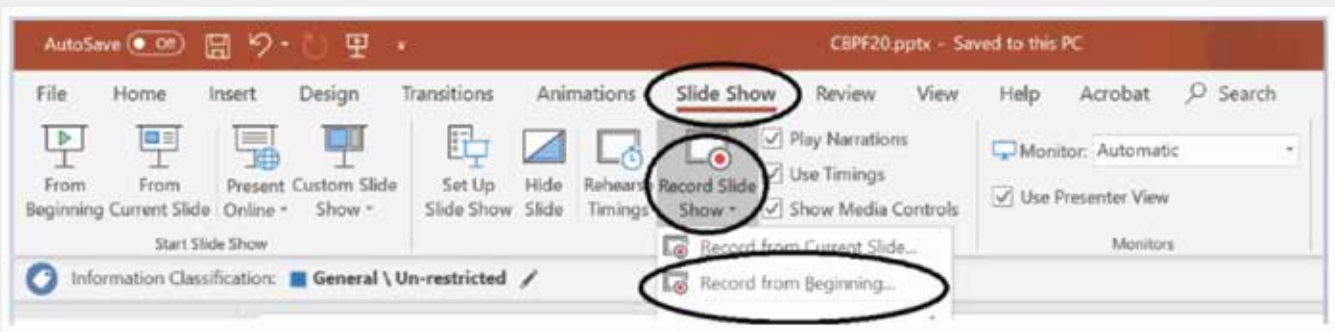 AutoSave Off CBPF20.pptx - Saved to this PC
File Home Insert Design Transitions Animations Slide Show Review View Help Acrobat Search
Play Narrations
Monitor: Automatic
Use Timings
From From Present Custom Slide Set Up Hide Rehearse Record Slide
Use Presenter View
Beginning Current Slide Online Show Slide Show Slide Timings Show Show Media Controls
Start Slide Show Monitors
Record from Current Slide...
Information Classification: General \ Un-restricted
Record from Beginning...